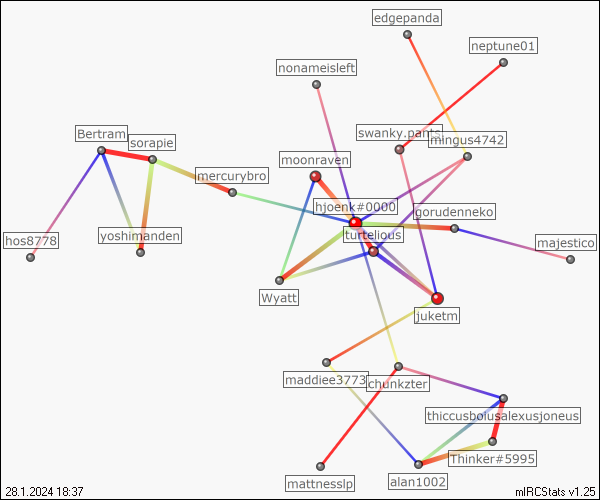 edgepanda
neptune01
nonameisleft
swanky.pants
mingus4742
Bertram
sorapie
moonraven
mercurybro
hjoenk#0000
gorudenneko
hos8778
yoshimanden
turtelious
majestico
Wyatt
juketm
maddiee3773
chunkzter
thiccusbolusalexusjoneus
Thinker#5995
mattnesslp
alan1002
28.1.2024 18:37
mIRCStats v1.25